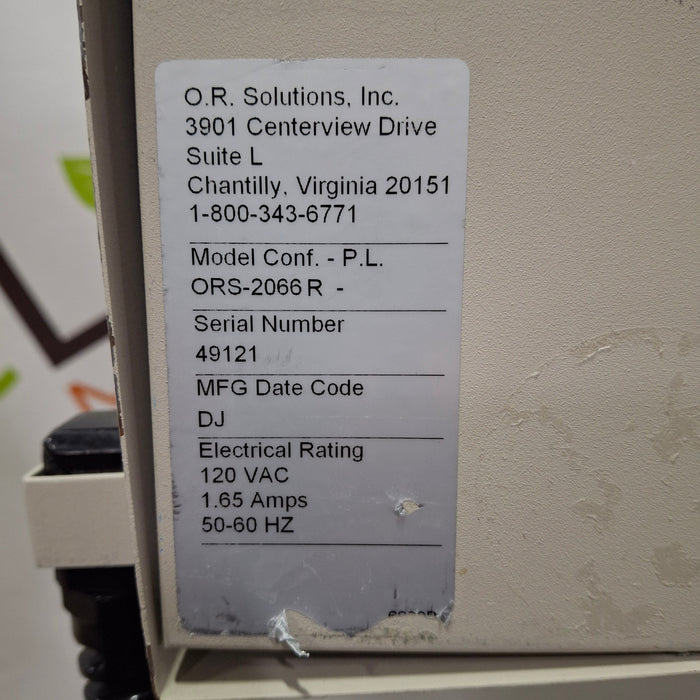 O.R. Solutions, Inc.
3901 Centerview Drive
Suite L
Chantilly, Virginia 20151
1-800-343-6771
Model Conf. - P.L.
ORS-2066 R -
Serial Number
49121
MFG Date Code
DJ
Electrical Rating
120 VAC
1.65 Amps
50-60 HZ